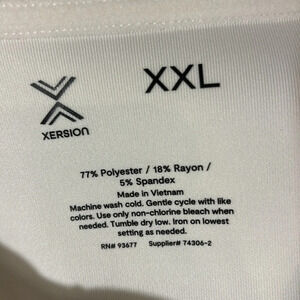 XXL
XERSION
77% Polyester / 18% Rayon /
5% Spandex
Made in Vietnam
Machine wash cold. Gentle cycle with like
colors. Use only non-chlorine bleach when
needed. Tumble dry low. Iron on lowest
setting as needed.
RN# 93677 Supplier# 74306-2